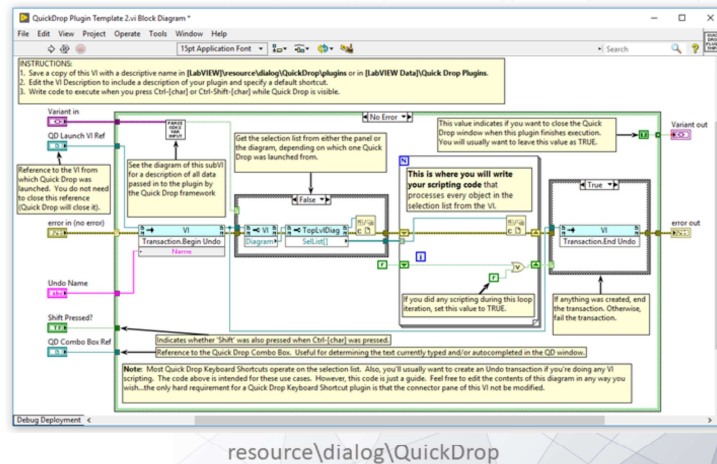 QuickDrop Plugin Template 2.vi Block Diagram *
File Edit View Project Operate Tools Window Help
15pt Application Font
Search
INSTRUCTIONS:
1. Save a copy of this VI with a descriptive name in [LabVIEW]\resource\dialog\QuickDrop\plugins or in [LabVIEW Data]\Quick Drop Plugins.
2. Edit the VI Description to include a description of your plugin and specify a default shortcut.
3. Write code to execute when you press Ctrl-[char] or Ctrl-Shift-[char] while Quick Drop is visible.
Variant in
QD Launch VI Ref
Reference to the VI from
which Quick Drop was
launched. You do not need
to close this reference
(Quick Drop will close it).
error in (no error)
Undo Name
Shift Pressed?
QD Combo Box Ref
PARSE
See the diagram of this subVI
for a description of all data
passed in to the plugin by
the Quick Drop framework
VI
Transaction.Begin Undo
Name
Get the selection list from either the panel or
the diagram, depending on which one Quick
Drop was launched from.
False
VI
Diagram
TopLvlDiag
SelList[]
No Error
N
This is where you will write
your scripting code that
processes every object in the
selection list from the VI.
i
F
F
V
If you did any scripting during this loop
iteration, set this value to TRUE.
This value indicates if you want to close the Quick
Drop window when this plugin finishes execution.
You will usually want to leave this value as TRUE.
T
Variant out
True
VI
Transaction.End Undo
error out
If anything was created, end
the transaction. Otherwise,
fail the transaction.
Indicates whether 'Shift' was also pressed when Ctrl-[char] was pressed.
Reference to the Quick Drop Combo Box. Useful for determining the text currently typed and/or autocompleted in the QD window.
Note: Most Quick Drop Keyboard Shortcuts operate on the selection list. Also, you'll usually want to create an Undo transaction if you're doing any VI
scripting. The code above is intended for these use cases. However, this code is just a guide. Feel free to edit the contents of this diagram in any way you
wish...the only hard requirement for a Quick Drop Keyboard Shortcut plugin is that the connector pane of this VI not be modified.
Debug Deployment
resource\dialog\QuickDrop